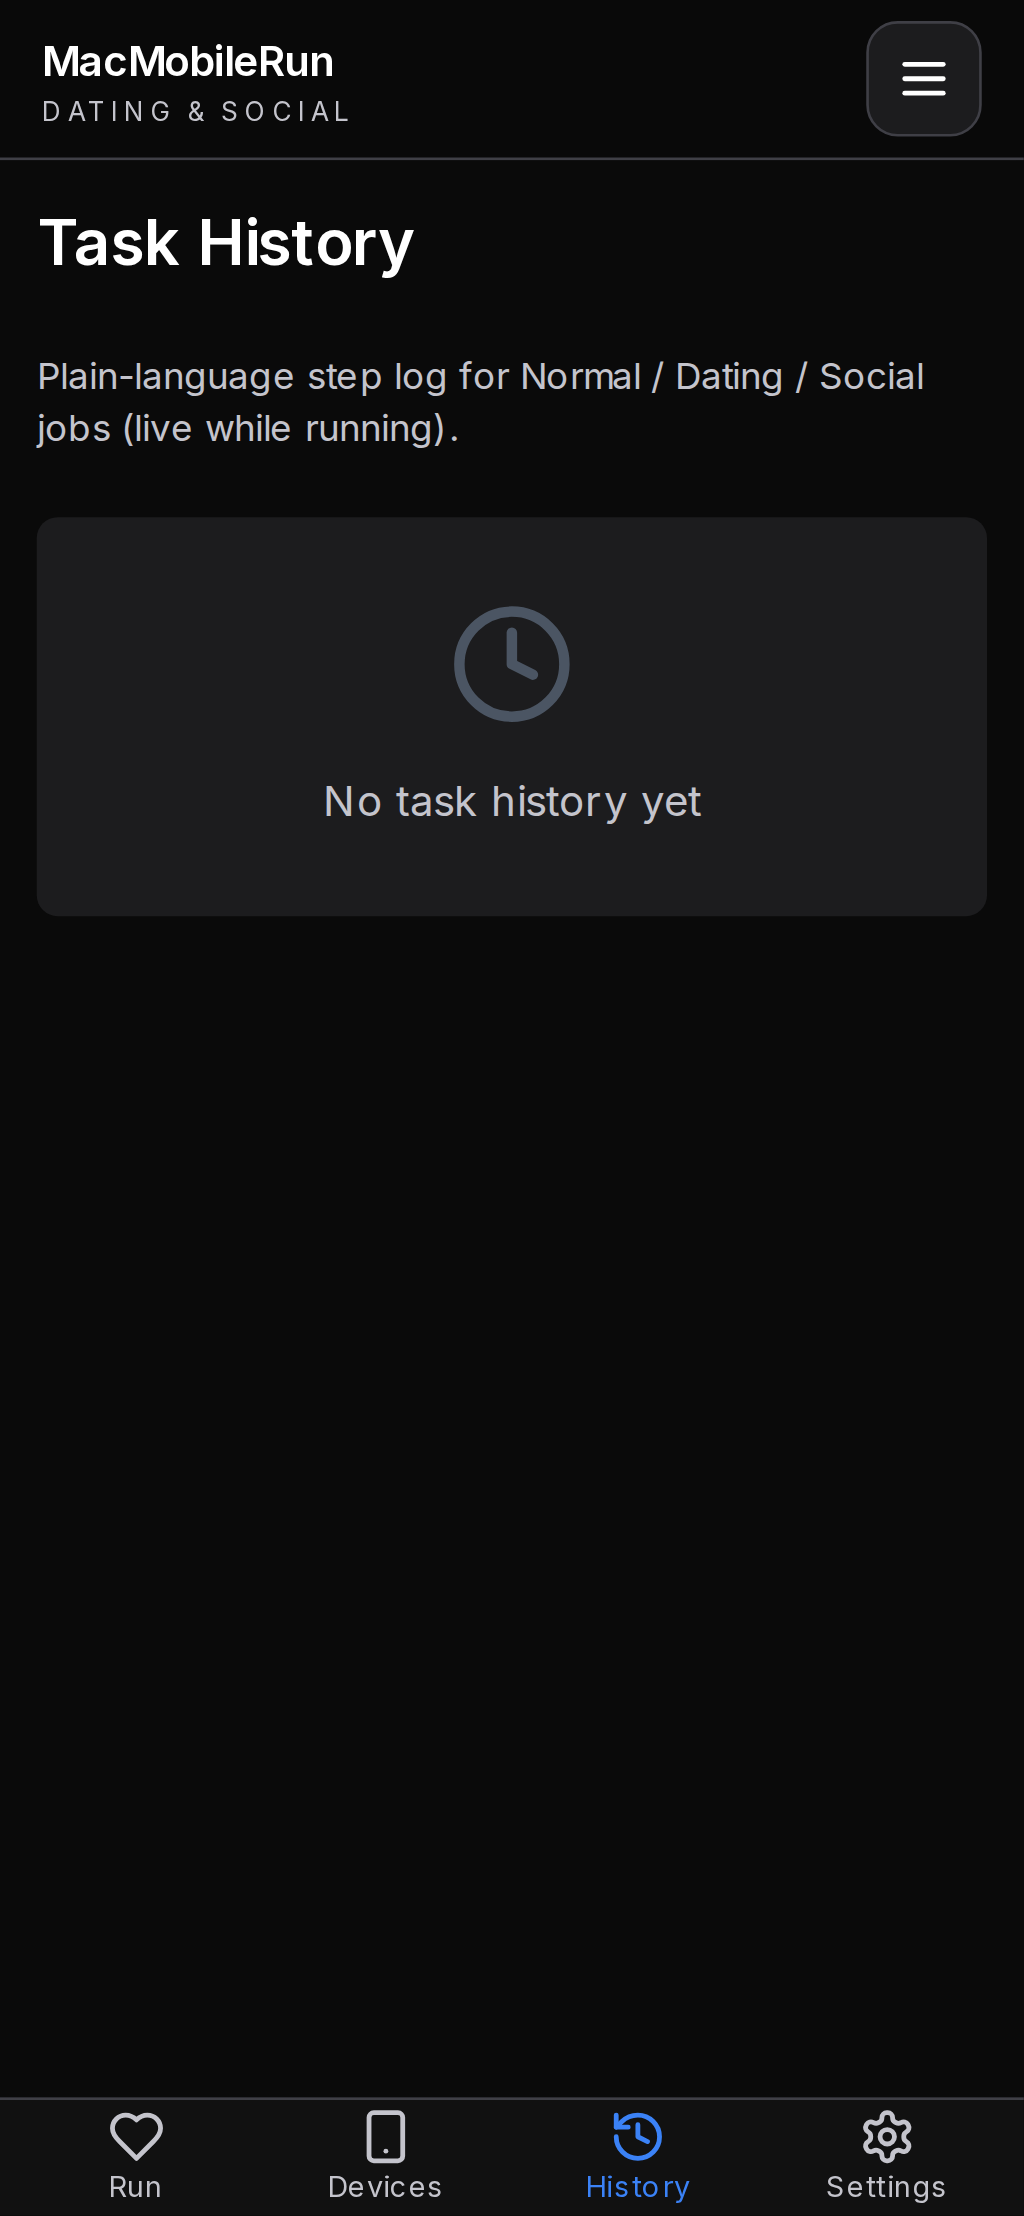 MacMobileRun
DATING & SOCIAL
Task History
Plain-language step log for Normal / Dating / Social
jobs (live while running).
No task history yet
Run
Devices
History
Settings